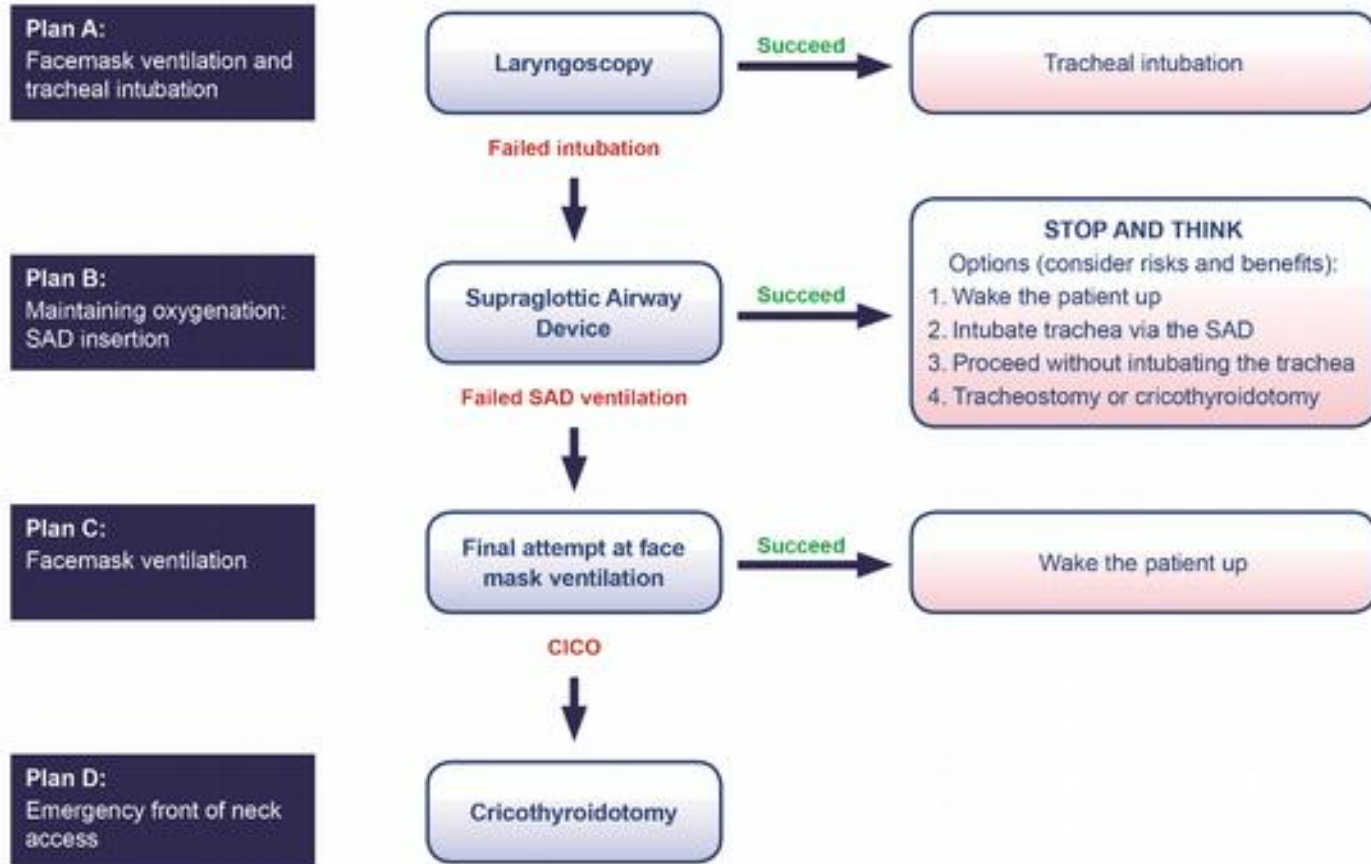 Plan A:
Facemask ventilation and
tracheal intubation
Laryngoscopy
Succeed
Tracheal intubation
Failed intubation
Plan B:
Maintaining oxygenation:
SAD insertion
Supraglottic Airway
Device
Succeed
STOP AND THINK
Options (consider risks and benefits):
1. Wake the patient up
2. Intubate trachea via the SAD
3. Proceed without intubating the trachea
4. Tracheostomy or cricothyroidotomy
Failed SAD ventilation
Plan C:
Facemask ventilation
Final attempt at face
mask ventilation
Succeed
Wake the patient up
CICO
Plan D:
Emergency front of neck
access
Cricothyroidotomy